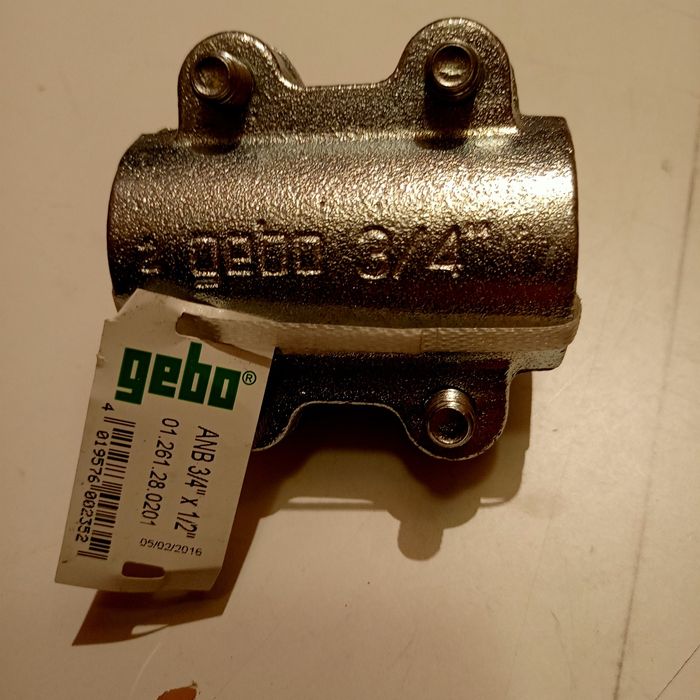 gebo 3/4"
gebo®
ANB 3/4" x 1/2"
01.261.28.0201
05/02/2016
4 019576 002352